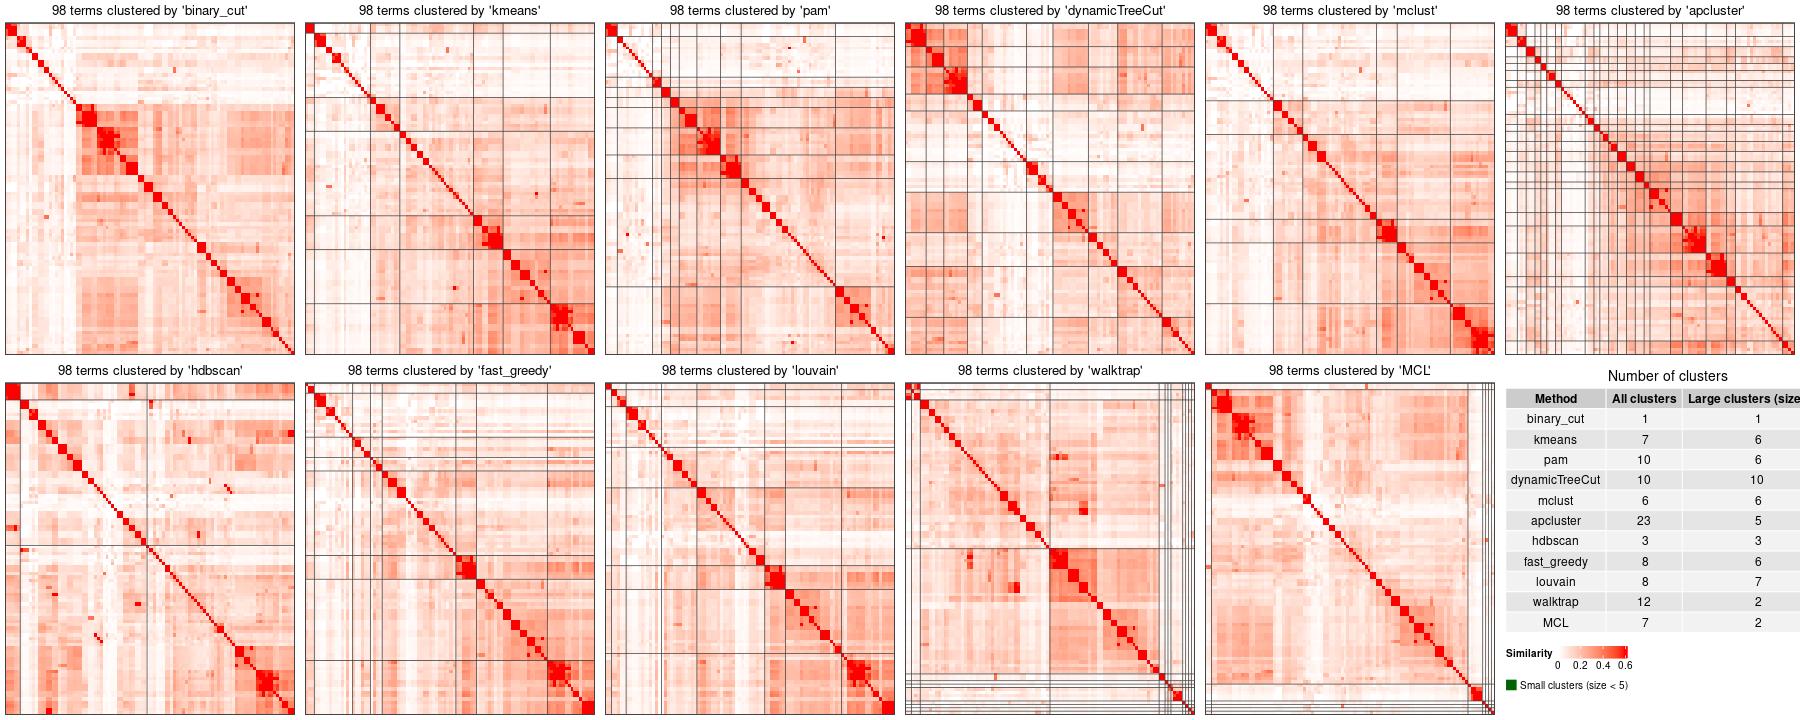 98 terms clustered by 'binary_cut'
98 terms clustered by 'kmeans'
98 terms clustered by 'pam'
98 terms clustered by 'dynamicTreeCut'
98 terms clustered by 'mclust'
98 terms clustered by 'apcluster'
98 terms clustered by 'hdbscan'
98 terms clustered by 'fast_greedy'
98 terms clustered by 'louvain'
98 terms clustered by 'walktrap'
98 terms clustered by 'MCL'
Number of clusters
Method All clusters Large clusters (size
binary_cut 1 1
kmeans 7 6
pam 10 6
dynamicTreeCut 10 10
mclust 6 6
apcluster 23 5
hdbscan 3 3
fast_greedy 8 6
louvain 8 7
walktrap 12 2
MCL 7 2
Similarity
0 0.2 0.4 0.6
Small clusters (size < 5)